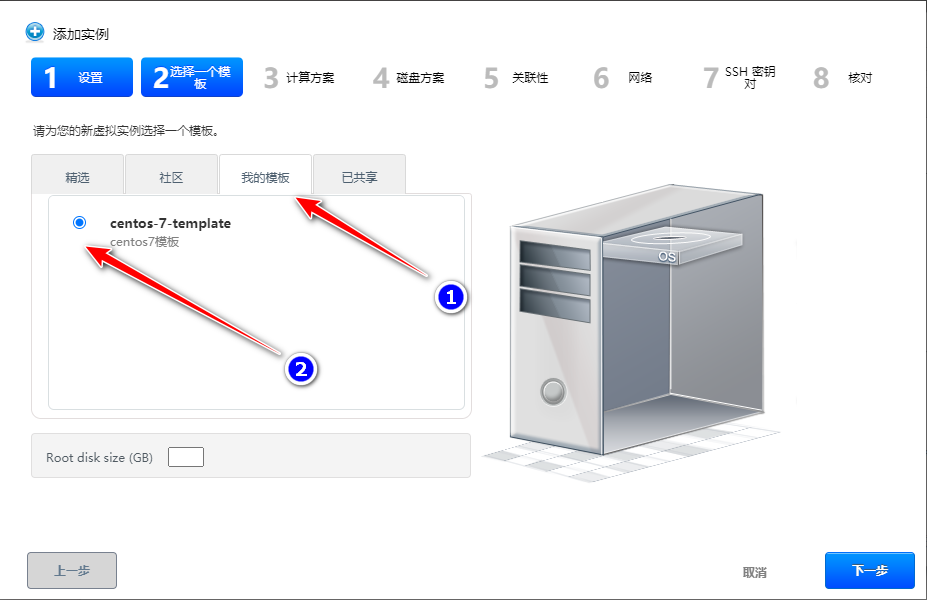 添加实例
1 设置
2 选择一个模
板
3 计算方案
4 磁盘方案
5 关联性
6 网络
7 SSH 密钥
对
8 核对
请为您的新虚拟实例选择一个模板。
精选
社区
我的模板
已共享
centos-7-template
centos7模板
1
2
OS
Root disk size (GB)
上一步
取消
下一步